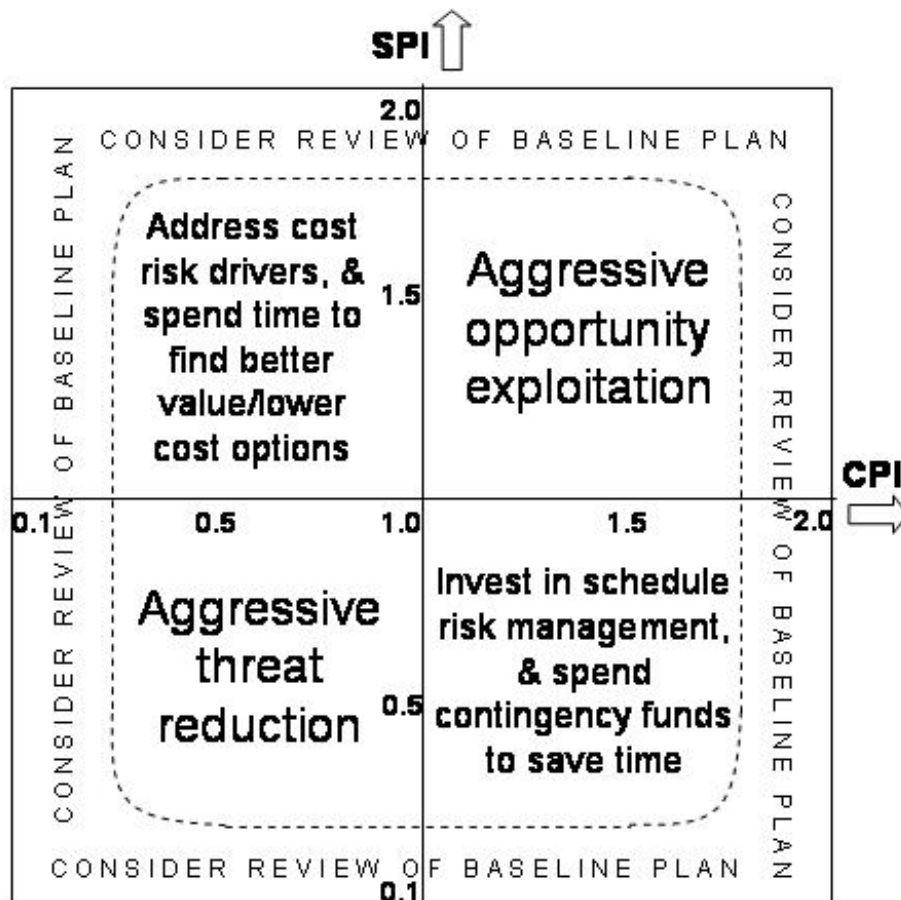 SPI
2.0
CONSIDER REVIEW OF BASELINE PLAN
CONSIDER REVIEW OF BASELINE PLAN
CONSIDER REVIEW OF BASELINE PLAN
Address cost
risk drivers, &
spend time to
find better
value/lower
cost options
1.5
Aggressive
opportunity
exploitation
CPI
0.1
0.5
1.0
1.5
2.0
Aggressive
threat
reduction
0.5
Invest in schedule
risk management,
& spend
contingency funds
to save time
CONSIDER REVIEW OF BASELINE PLAN
0.1